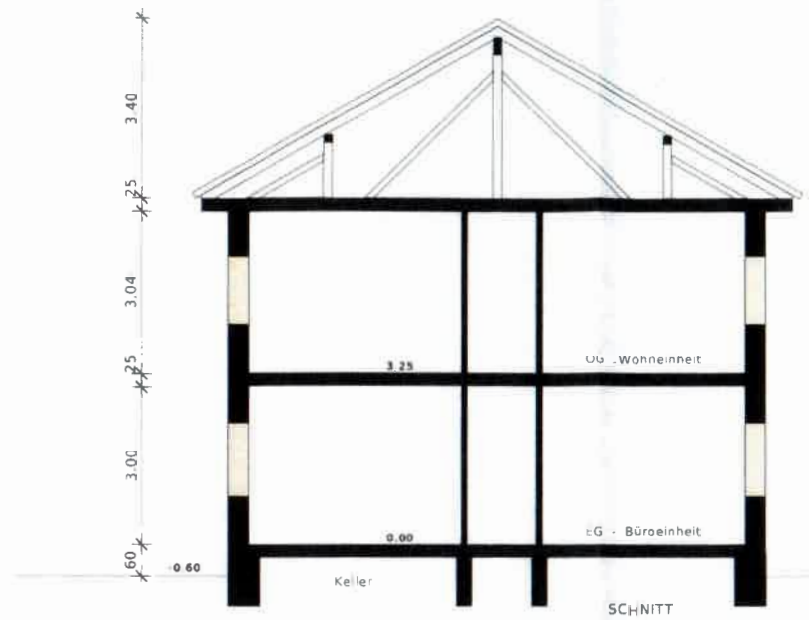 3.40
25
3.04
25
3.25
OG - Wohneinheit
3.00
0.00
EG - Büroeinheit
60
-0.60
Keller
SCHNITT